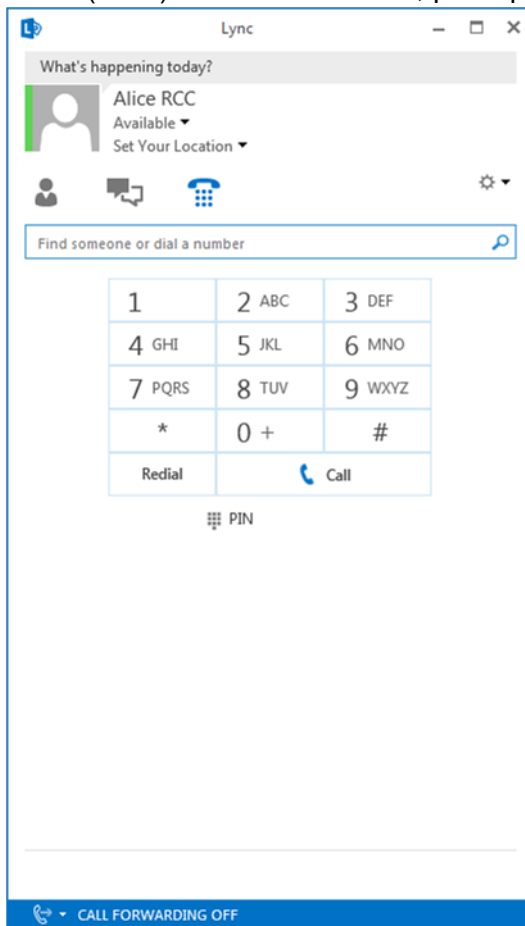 Lync
What's happening today?
Alice RCC
Available
Set Your Location
Find someone or dial a number
1 2 ABC 3 DEF
4 GHI 5 JKL 6 MNO
7 PQRS 8 TUV 9 WXYZ
* 0 + #
Redial Call
PIN
CALL FORWARDING OFF